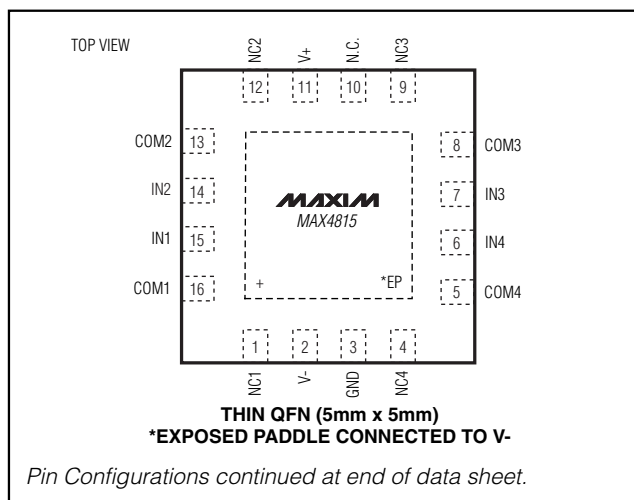 TOP VIEW
NC2 V+ N.C. NC3
12 11 10 9
COM2 13 8 COM3
IN2 14 7 IN3
MAXIM
MAX4815
IN1 15 6 IN4
COM1 16 + *EP 5 COM4
1 2 3 4
NC1 V- GND NC4
THIN QFN (5mm x 5mm)
*EXPOSED PADDLE CONNECTED TO V-
Pin Configurations continued at end of data sheet.